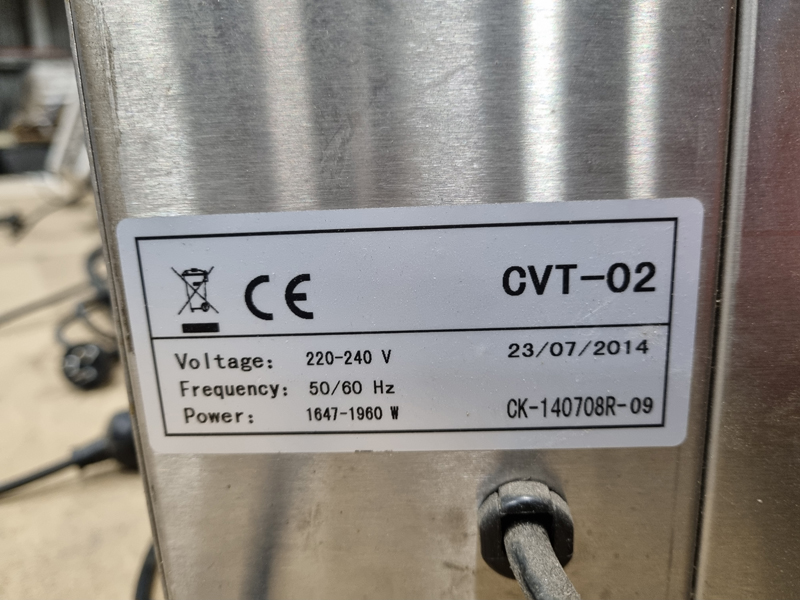 CE
CVT-02
23/07/2014
Voltage: 220-240 V
Frequency: 50/60 Hz
Power: 1647-1960 W
CK-140708R-09